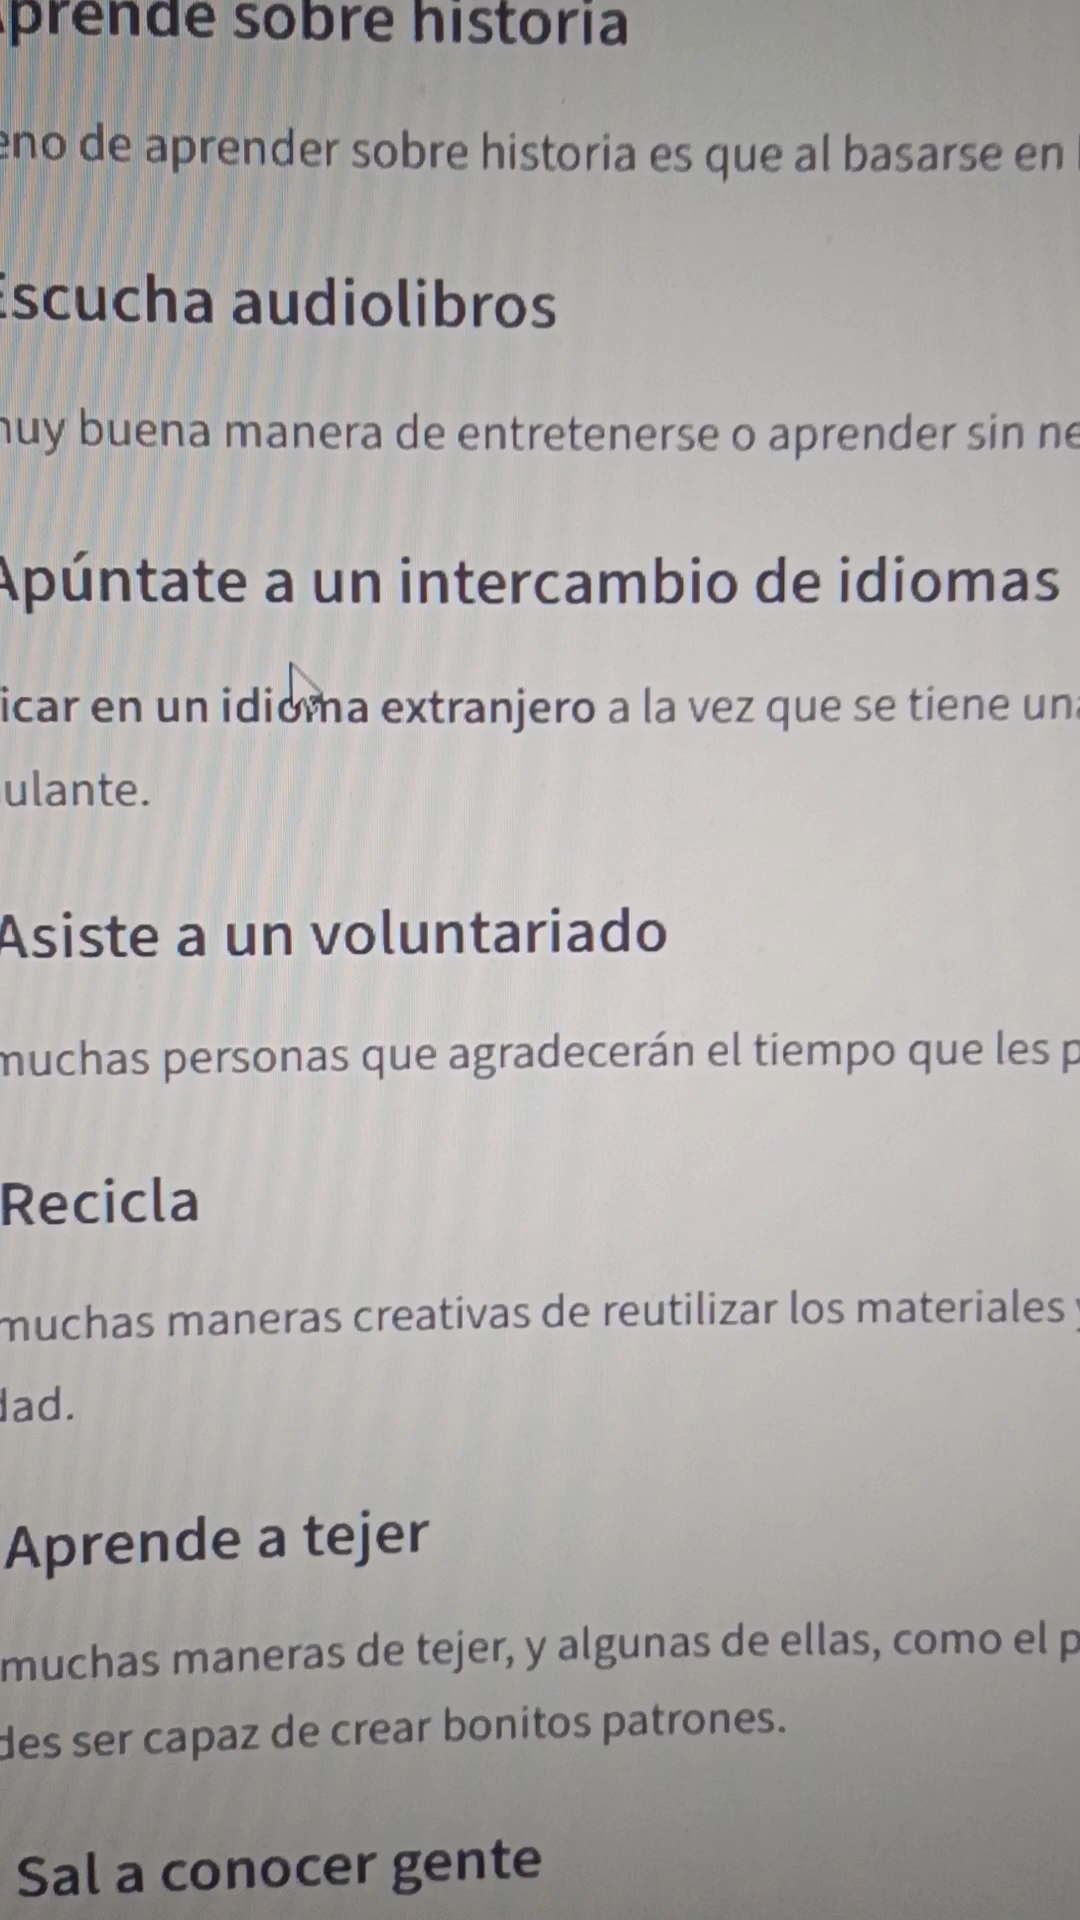 prende sobre historia
eno de aprender sobre historia es que al basarse en
Escucha audiolibros
muy buena manera de entretenerse o aprender sin ne
Apúntate a un intercambio de idiomas
icar en un idioma extranjero a la vez que se tiene una
ulante.
Asiste a un voluntariado
muchas personas que agradecerán el tiempo que les p
Recicla
muchas maneras creativas de reutilizar los materiales y
dad.
Aprende a tejer
muchas maneras de tejer, y algunas de ellas, como el p
des ser capaz de crear bonitos patrones.
Sal a conocer gente